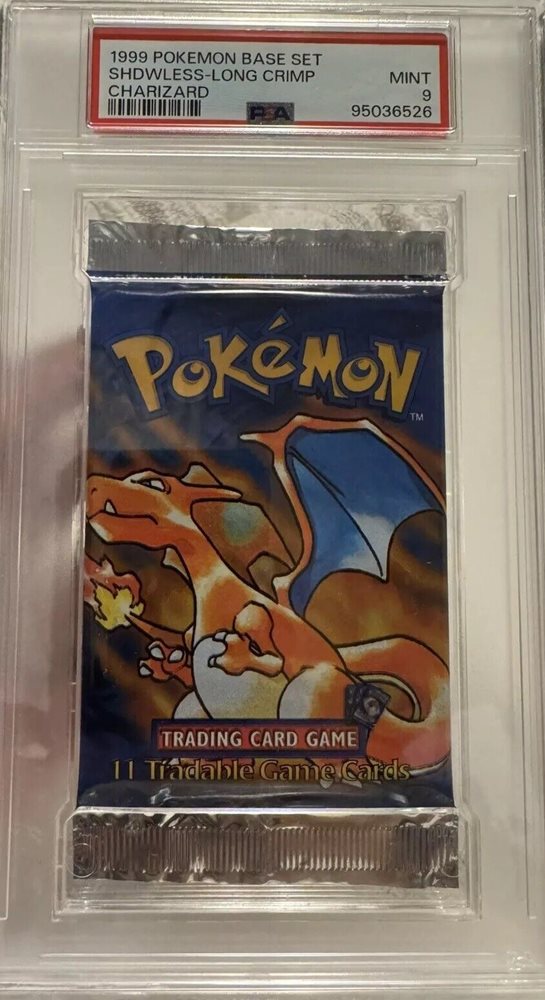 1999 POKEMON BASE SET
SHDWLESS-LONG CRIMP MINT
CHARIZARD 9
PSA 95036526
POKéMON
TM
TRADING CARD GAME
11 Tradable Game Cards